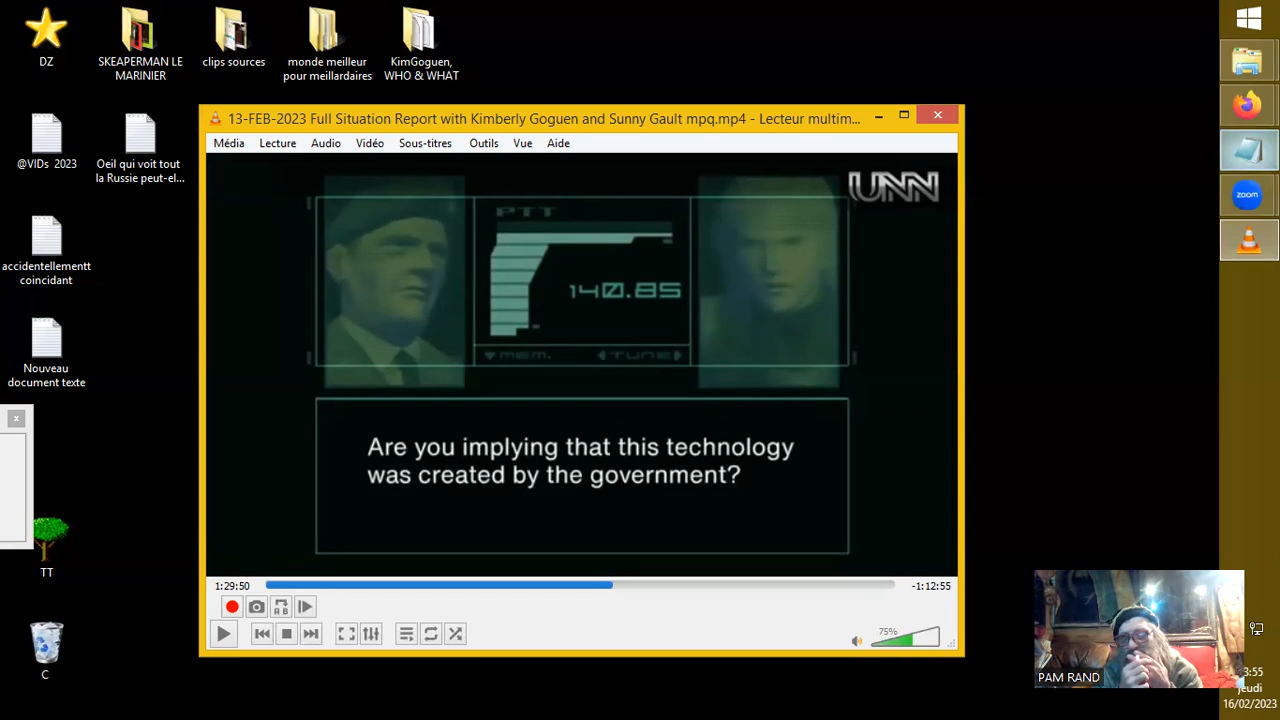 DZ
SKEAPERMAN LE
MARINIER
clips sources
monde meilleur
pour meillardaires
KimGoguen,
WHO & WHAT
@VIDs 2023
Oeil qui voit tout
la Russie peut-el...
accidentellementt
coincidant
Nouveau
document texte
TT
C
13-FEB-2023 Full Situation Report with Kimberly Goguen and Sunny Gault mpq.mp4 - Lecteur multim...
Média Lecture Audio Vidéo Sous-titres Outils Vue Aide
UNN
PTT
140.85
MEM. TUNE
Are you implying that this technology
was created by the government?
1:29:50
-1:12:55
75%
zoom
PAM RAND
3:55
jeudi
16/02/2023